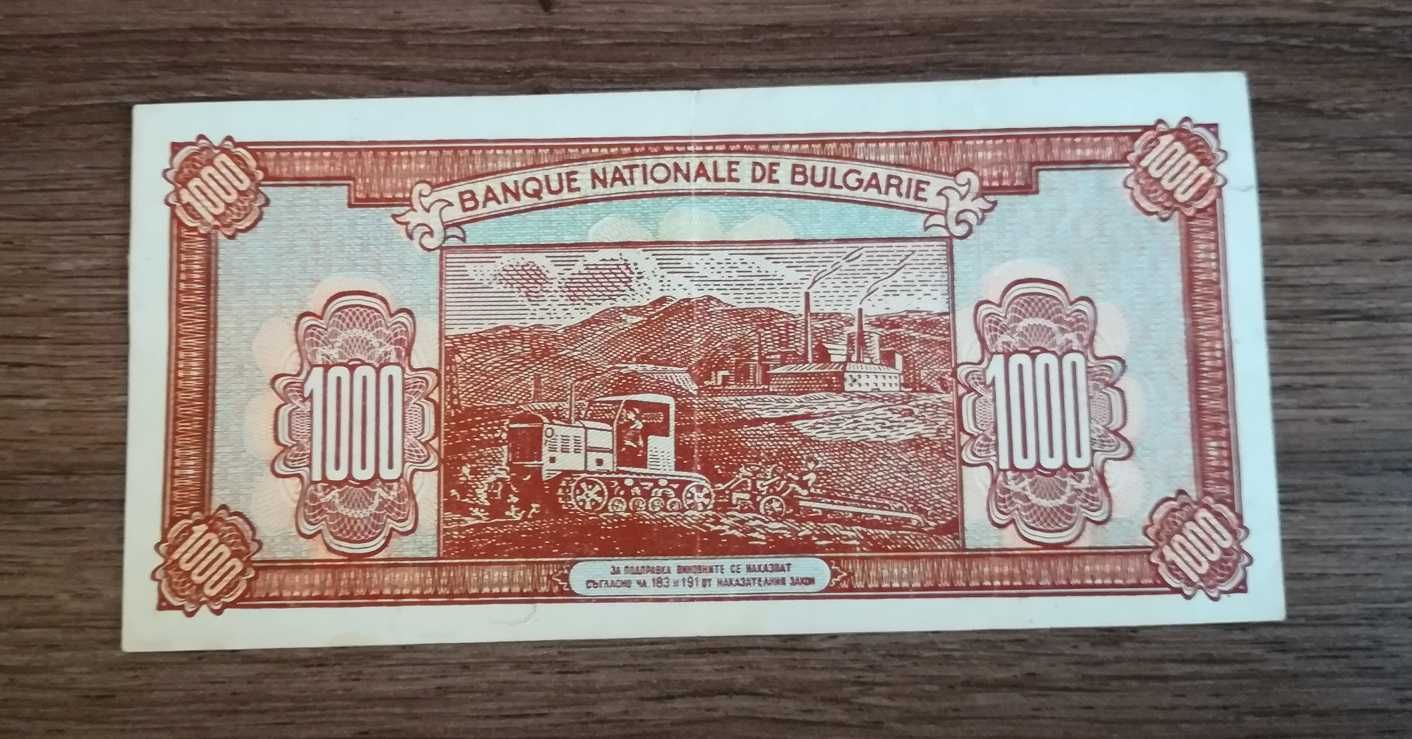 1000 1000
BANQUE NATIONALE DE BULGARIE
1000 1000
ЗА ПОДПРАВКА ВИНОВНИТЕ СЕ НАКАЗВАТ
СЪГЛАСНО ЧЛ. 183 И 191 ОТ НАКАЗАТЕЛНИЯ ЗАКОН
1000 1000